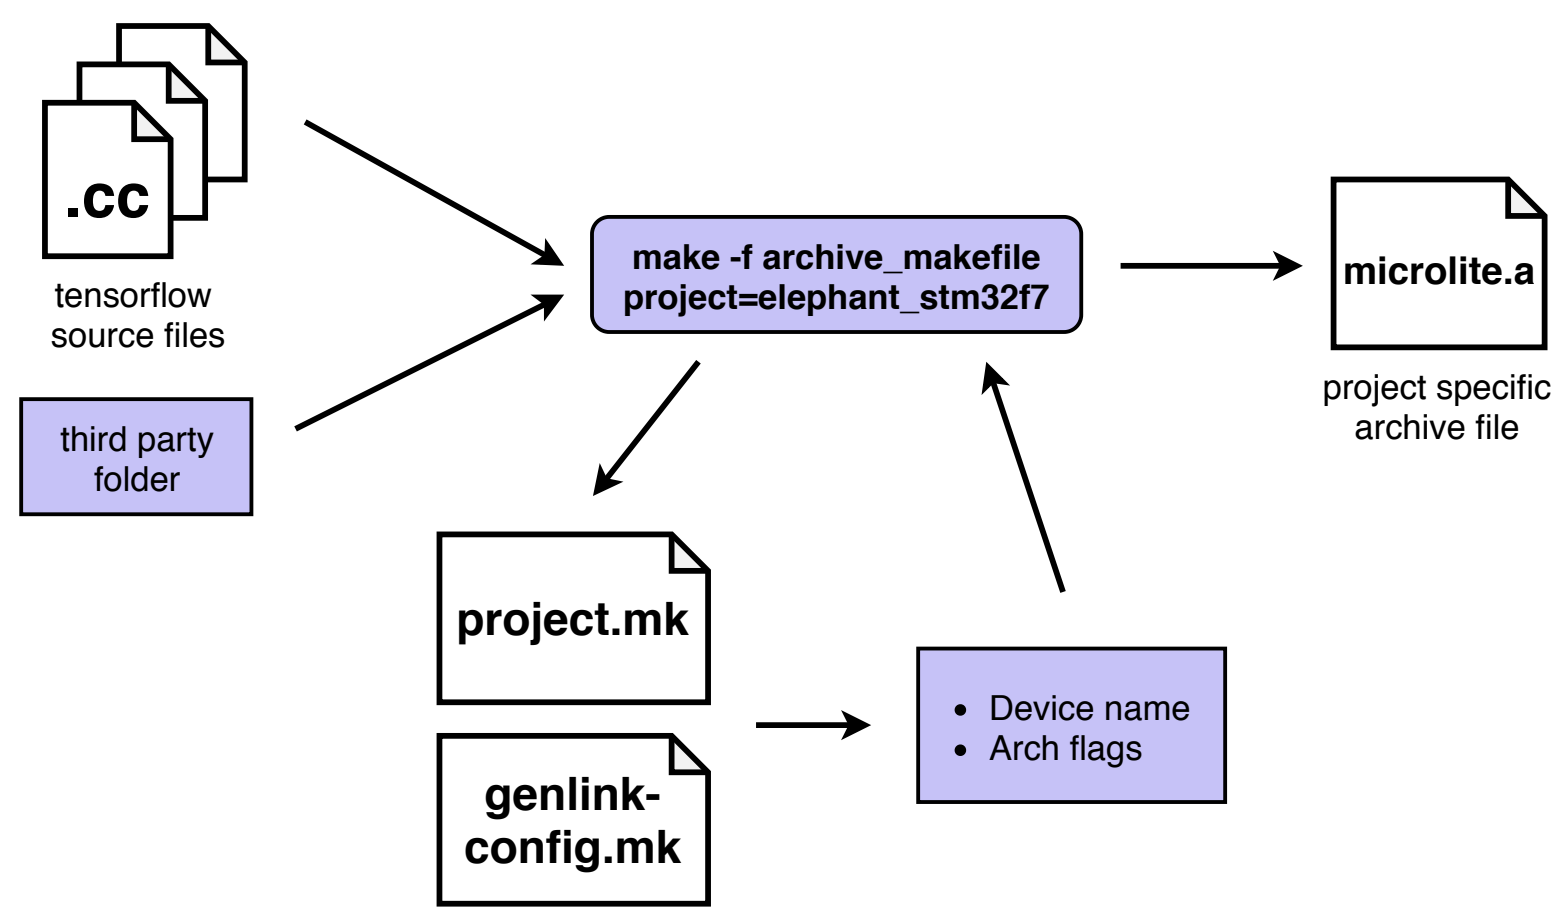 .cc
tensorflow
source files
third party
folder
make -f archive_makefile
project=elephant_stm32f7
microlite.a
project specific
archive file
project.mk
genlink-
config.mk
• Device name
• Arch flags